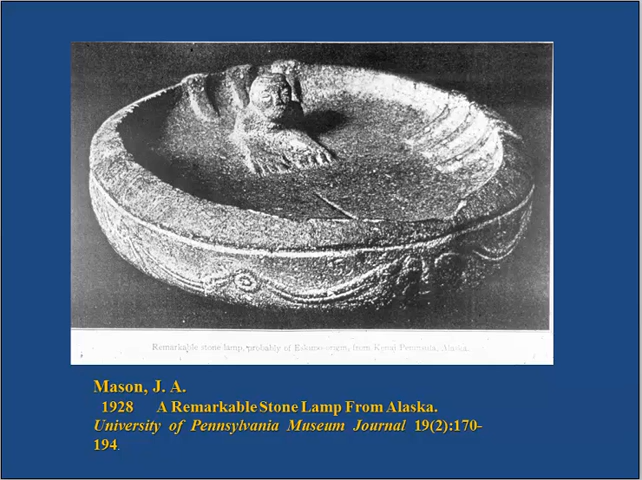 Remarkable stone lamp, probably of Eskimo origin, from Kenai Peninsula, Alaska.
Mason, J. A.
1928 A Remarkable Stone Lamp From Alaska.
University of Pennsylvania Museum Journal 19(2):170-
194.